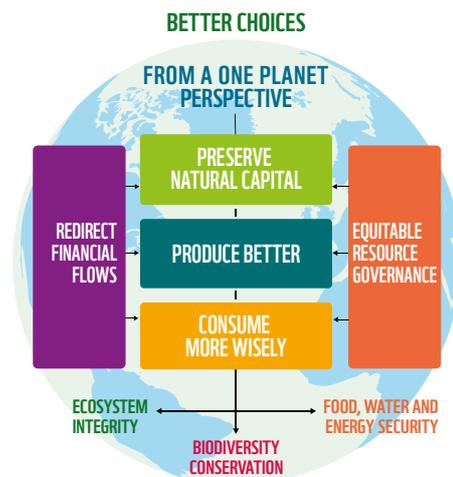 BETTER CHOICES
FROM A ONE PLANET
PERSPECTIVE
PRESERVE
NATURAL CAPITAL
REDIRECT
FINANCIAL
FLOWS
PRODUCE BETTER
EQUITABLE
RESOURCE
GOVERNANCE
CONSUME
MORE WISELY
ECOSYSTEM
INTEGRITY
BIODIVERSITY
CONSERVATION
FOOD, WATER AND
ENERGY SECURITY